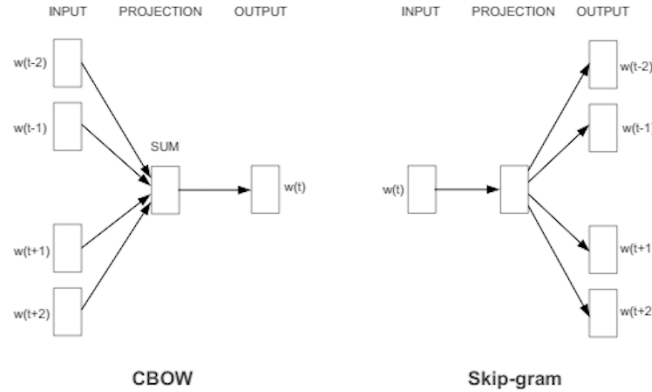 INPUT PROJECTION OUTPUT
w(t-2)
w(t-1)
SUM
w(t)
w(t+1)
w(t+2)
CBOW
INPUT PROJECTION OUTPUT
w(t-2)
w(t-1)
w(t)
w(t+1
w(t+2
Skip-gram